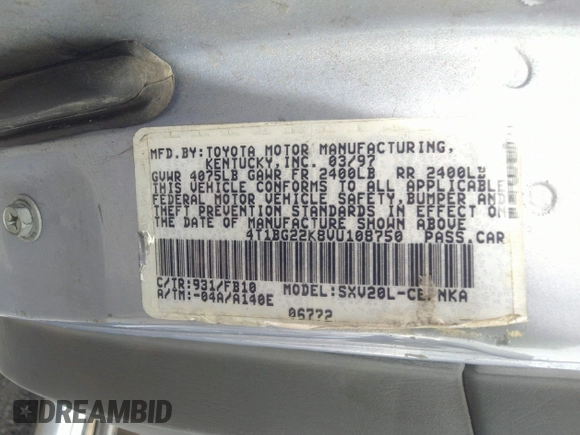 MFD.BY:TOYOTA MOTOR MANUFACTURING,
KENTUCKY,INC. 03/97
GVWR 4075LB GAWR FR 2400LB RR 2400LB
THIS VEHICLE CONFORMS TO ALL APPLICABLE
FEDERAL MOTOR VEHICLE SAFETY,BUMPER AND
THEFT PREVENTION STANDARDS IN EFFECT ON
THE DATE OF MANUFACTURE SHOWN ABOVE
4T1BG22K8VU108750 PASS.CAR
C/TR:931/FB10 MODEL:SXV20L-CEPNKA
A/TM:-04A/A140E
06772
DREAMBID